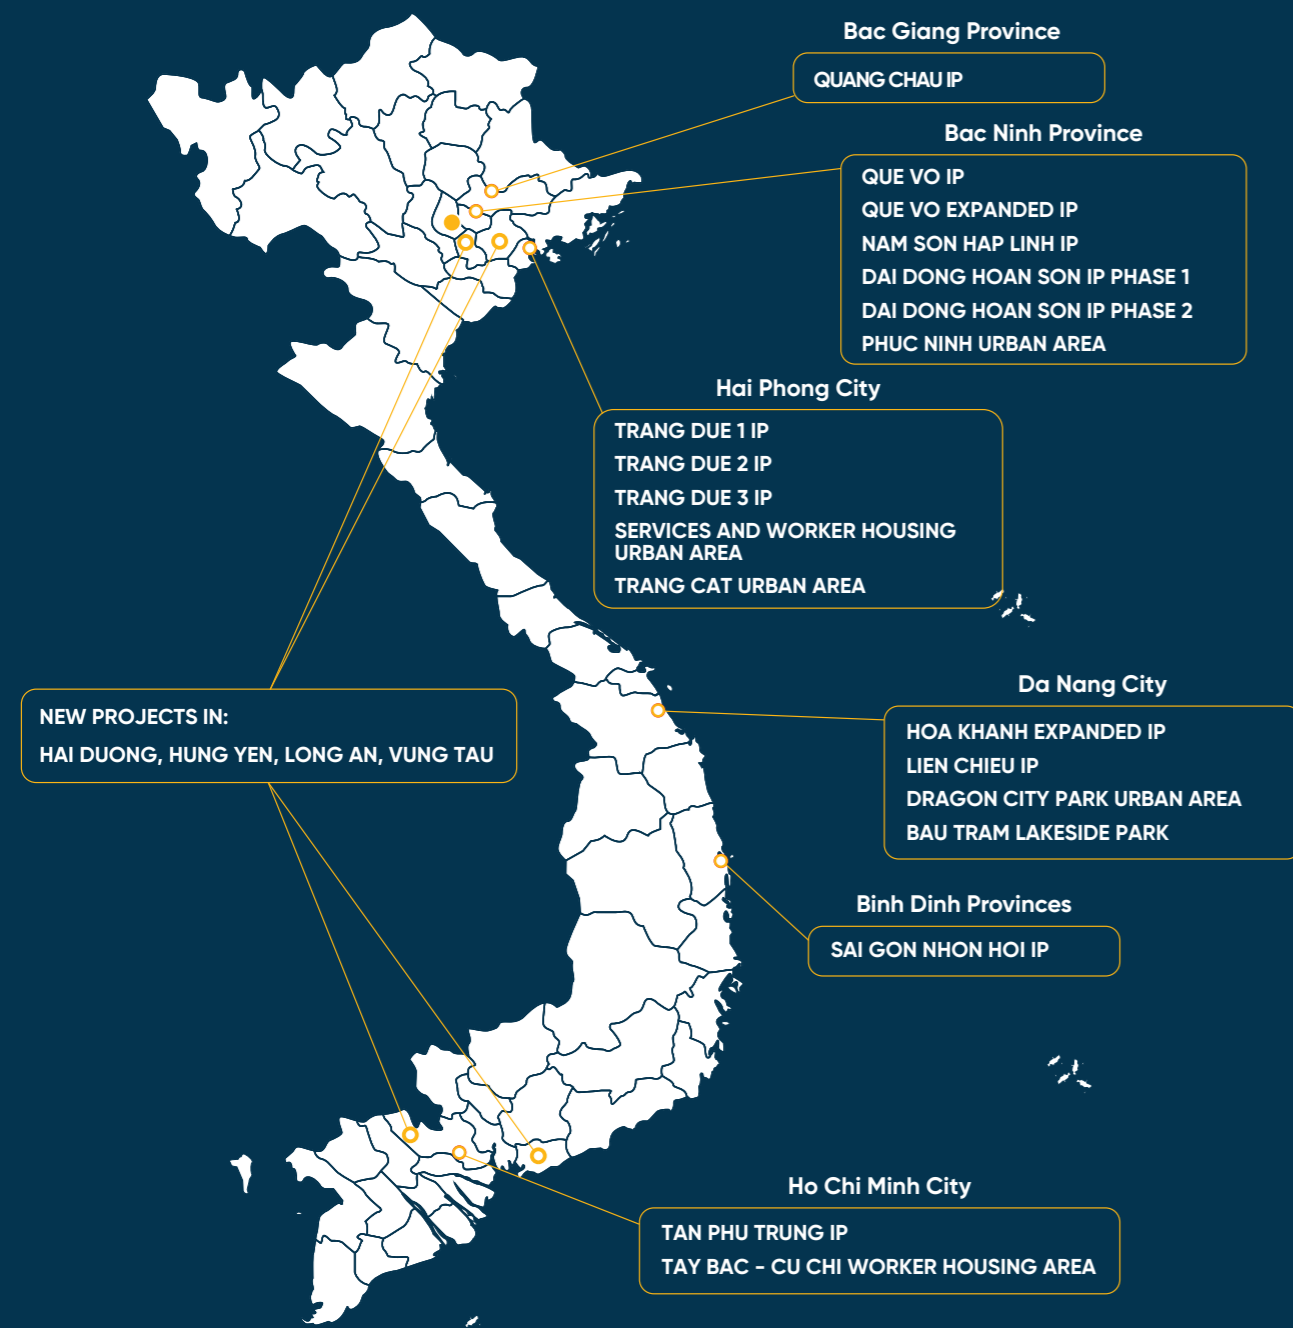 Bac Giang Province
QUANG CHAU IP
Bac Ninh Province
QUE VO IP
QUE VO EXPANDED IP
NAM SON HAP LINH IP
DAI DONG HOAN SON IP PHASE 1
DAI DONG HOAN SON IP PHASE 2
PHUC NINH URBAN AREA
Hai Phong City
TRANG DUE 1 IP
TRANG DUE 2 IP
TRANG DUE 3 IP
SERVICES AND WORKER HOUSING
URBAN AREA
TRANG CAT URBAN AREA
NEW PROJECTS IN:
HAI DUONG, HUNG YEN, LONG AN, VUNG TAU
Da Nang City
HOA KHANH EXPANDED IP
LIEN CHIEU IP
DRAGON CITY PARK URBAN AREA
BAU TRAM LAKESIDE PARK
Binh Dinh Provinces
SAI GON NHON HOI IP
Ho Chi Minh City
TAN PHU TRUNG IP
TAY BAC - CU CHI WORKER HOUSING AREA